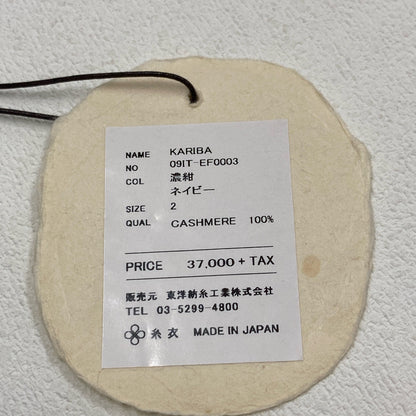 NAME KARIBA
NO 09IT-EF0003
COL 濃紺
ネイビー
SIZE 2
QUAL CASHMERE 100%
PRICE 37,000 + TAX
販売元 東洋紡糸工業株式会社
TEL 03-5299-4800
糸衣 MADE IN JAPAN